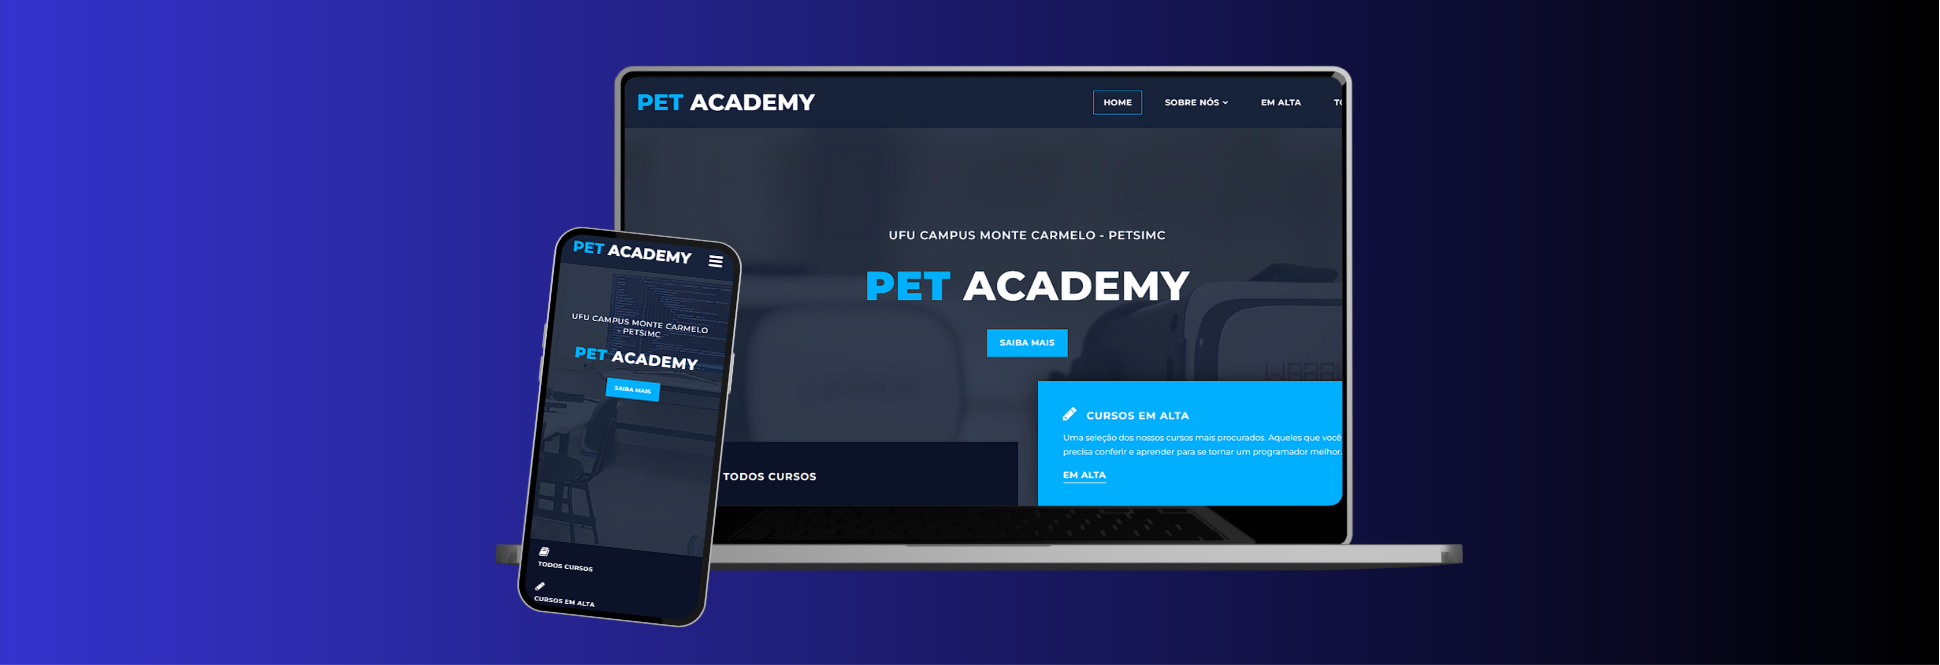 PET ACADEMY
HOME
SOBRE NÓS
EM ALTA
UFU CAMPUS MONTE CARMELO - PETSIMC
PET ACADEMY
SAIBA MAIS
CURSOS EM ALTA
Uma seleção dos nossos cursos mais procurados. Aqueles que você
precisa conferir e aprender para se tornar um programador melhor.
EM ALTA
TODOS CURSOS
PET ACADEMY
UFU CAMPUS MONTE CARMELO
- PETSIMC
PET ACADEMY
SAIBA MAIS
TODOS CURSOS
CURSOS EM ALTA